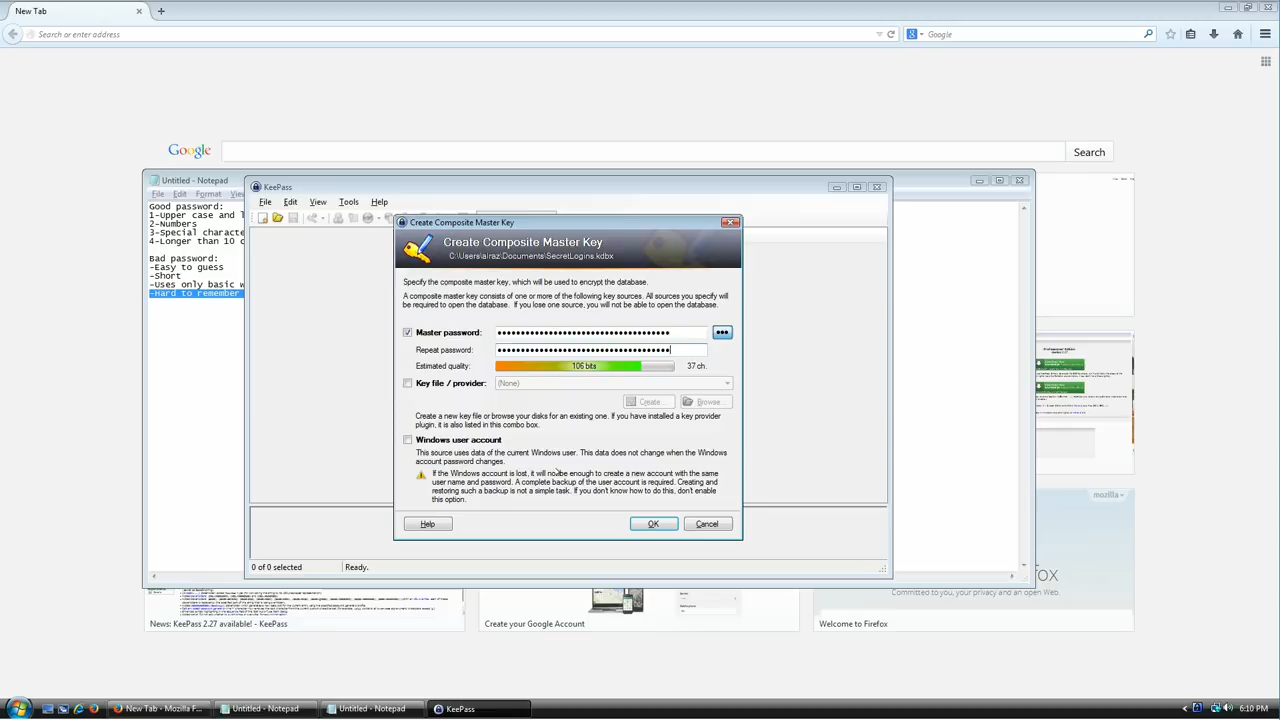 New Tab
Search or enter address
Google
Google
Search
Untitled - Notepad
File Edit Format
Good password:
1-Upper case and
2-Numbers
3-Special
4-Longer than 10
Bad password:
-Easy to guess
-Short
-Uses only basic
-Hard to remember
KeePass
File Edit View Tools Help
Create Composite Master Key
Create Composite Master Key
C:\Users\airaz\Documents\SecretLogins.kdbx
Specify the composite master key, which will be used to encrypt the database.
A composite master key consists of one or more of the following key sources. All sources you specify will
be required to open the database. If you lose one source, you will not be able to open the database.
Master password:
Repeat password:
Estimated quality: 106 bits 37 ch.
Key file / provider: (None)
Create... Browse...
Create a new key file or browse your disks for an existing one. If you have installed a key provider
plugin, it is also listed in this combo box.
Windows user account
This source uses data of the current Windows user. This data does not change when the Windows
account password changes.
If the Windows account is lost, it will not be enough to create a new account with the same
user name and password. A complete backup of the user account is required. Creating and
restoring such a backup is not a simple task. If you don't know how to do this, don't enable
this option.
Help OK Cancel
0 of 0 selected Ready.
mozilla
FOX
Committed to you, your privacy and an open Web.
News: KeePass 2.27 available! - KeePass
Create your Google Account
Welcome to Firefox
New Tab - Mozilla F...
Untitled - Notepad
Untitled - Notepad
KeePass
6:10 PM